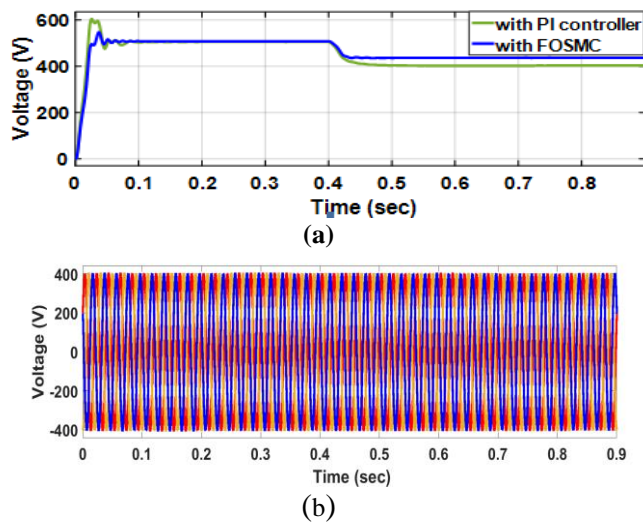 600
400
200
0
Voltage (V)
with PI controller
with FOSMC
0 0.1 0.2 0.3 0.4 0.5 0.6 0.7 0.8
Time (sec)
(a)
400
200
0
-200
-400
Voltage (V)
0 0.1 0.2 0.3 0.4 0.5 0.6 0.7 0.8 0.9
Time (sec)
(b)